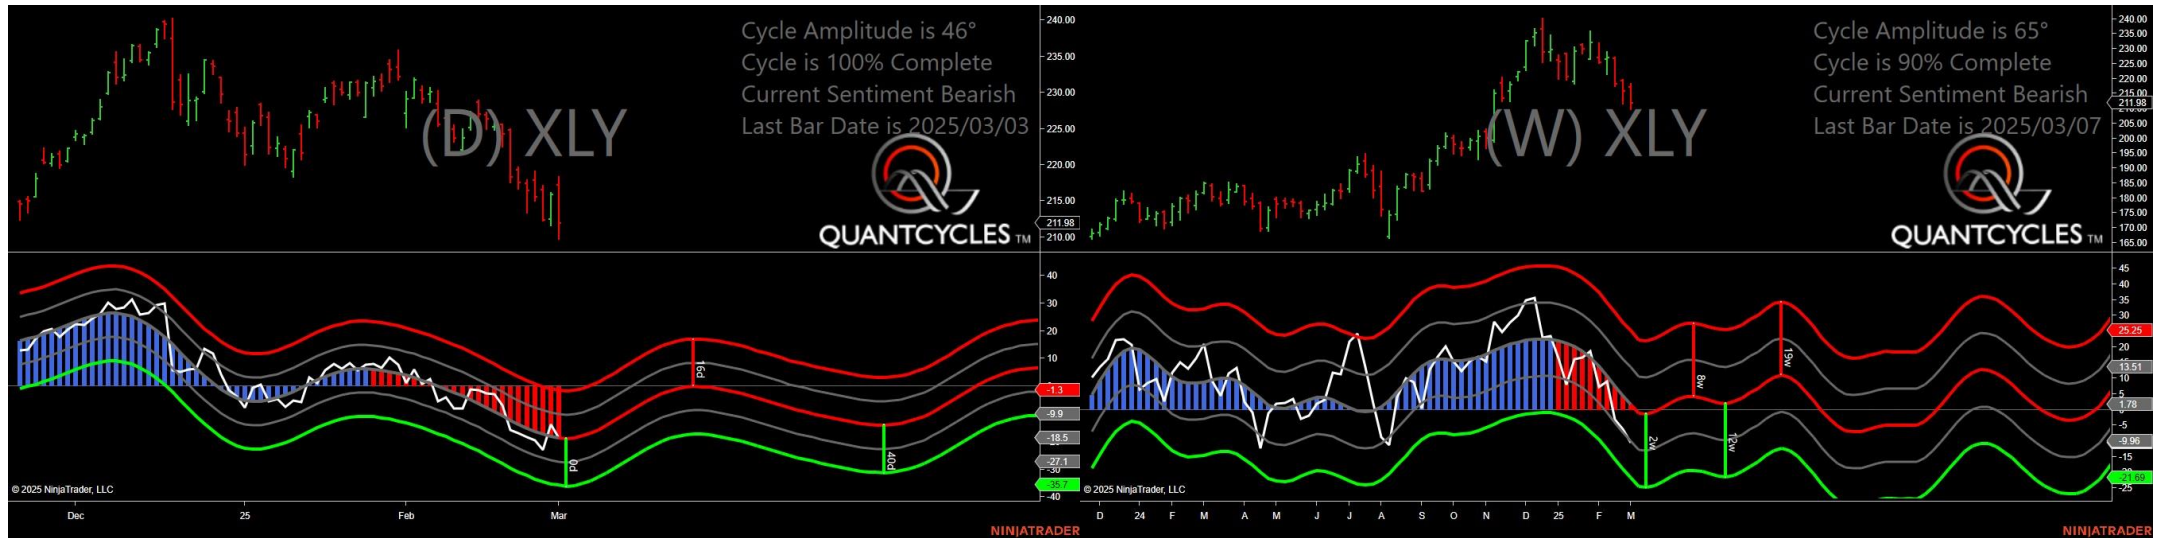 Cycle Amplitude is 46°
Cycle is 100% Complete
Current Sentiment Bearish
Last Bar Date is 2025/03/03
(D) XLY
QUANTCYCLES TM
240.00
235.00
230.00
225.00
220.00
215.00
211.98
210.00
40
30
20
10
-1.3
-9.9
-18.5
-27.1
-30
-35.7
-40
16d
0d
40d
© 2025 NinjaTrader, LLC
Dec
25
Feb
Mar
NINJATRADER
Cycle Amplitude is 65°
Cycle is 90% Complete
Current Sentiment Bearish
Last Bar Date is 2025/03/07
(W) XLY
QUANTCYCLES TM
240.00
235.00
230.00
225.00
220.00
215.00
211.98
205.00
200.00
195.00
190.00
185.00
180.00
175.00
170.00
165.00
45
40
35
30
25.25
20
13.51
10
5
1.78
-5
-9.96
-15
-21.69
-25
8w
19w
2w
12w
© 2025 NinjaTrader, LLC
D
24
F
M
A
M
J
J
A
S
O
N
D
25
F
M
NINJATRADER